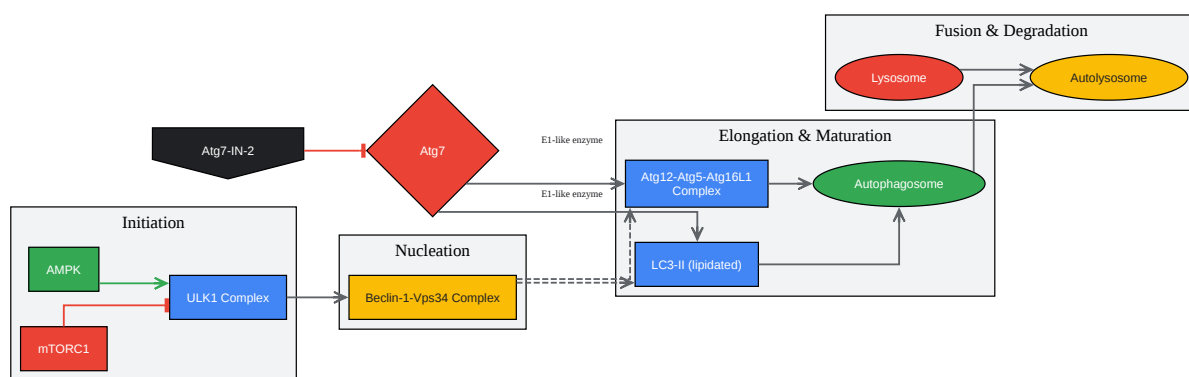 Fusion & Degradation
Lysosome
Autolysosome
Elongation & Maturation
E1-like enzyme
Atg7-IN-2
Atg7
Atg12-Atg5-Atg16L1
Complex
Autophagosome
E1-like enzyme
Initiation
Nucleation
AMPK
LC3-II (lipidated)
ULK1 Complex
Beclin-1-Vps34 Complex
mTORC1